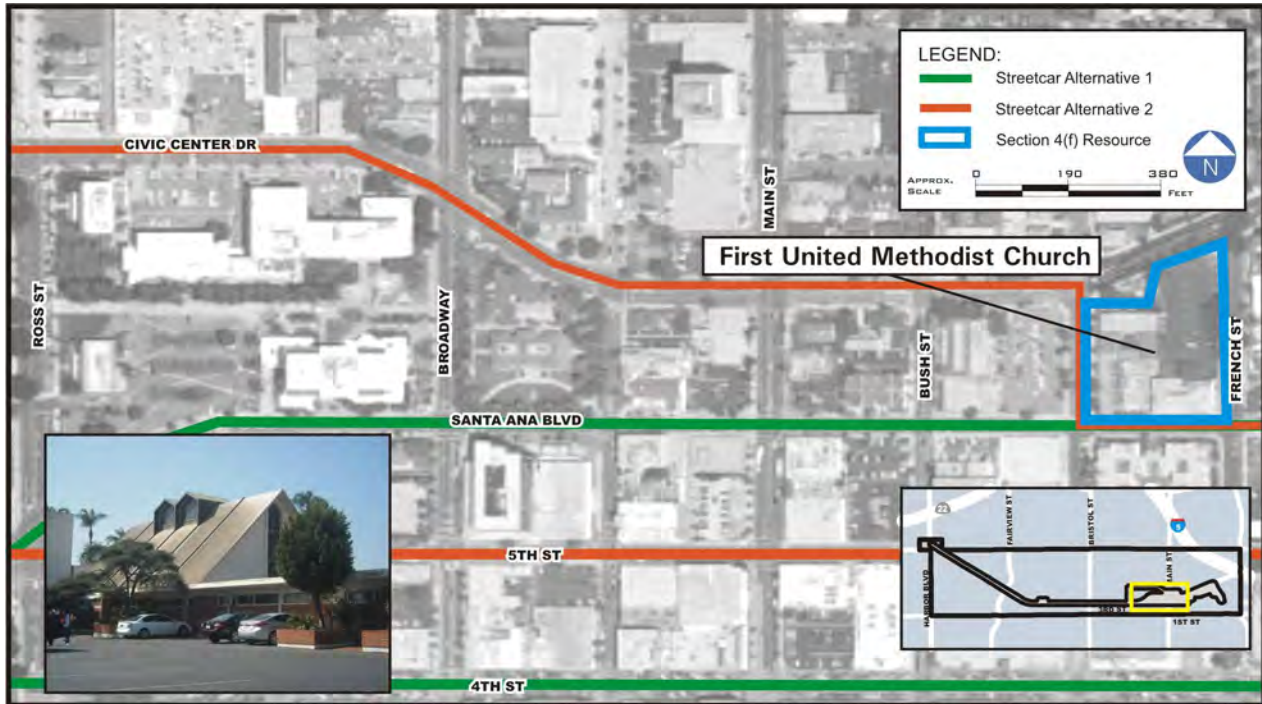 LEGEND:
Streetcar Alternative 1
Streetcar Alternative 2
Section 4(f) Resource
N
APPROX.
SCALE
0 190 380
FEET
CIVIC CENTER DR
MAIN ST
First United Methodist Church
ROSS ST
BROADWAY
BUSH ST
FRENCH ST
SANTA ANA BLVD
5TH ST
4TH ST
22
FAIRVIEW ST
BRISTOL ST
5
MAIN ST
HARBOR BLVD
3RD ST
1ST ST